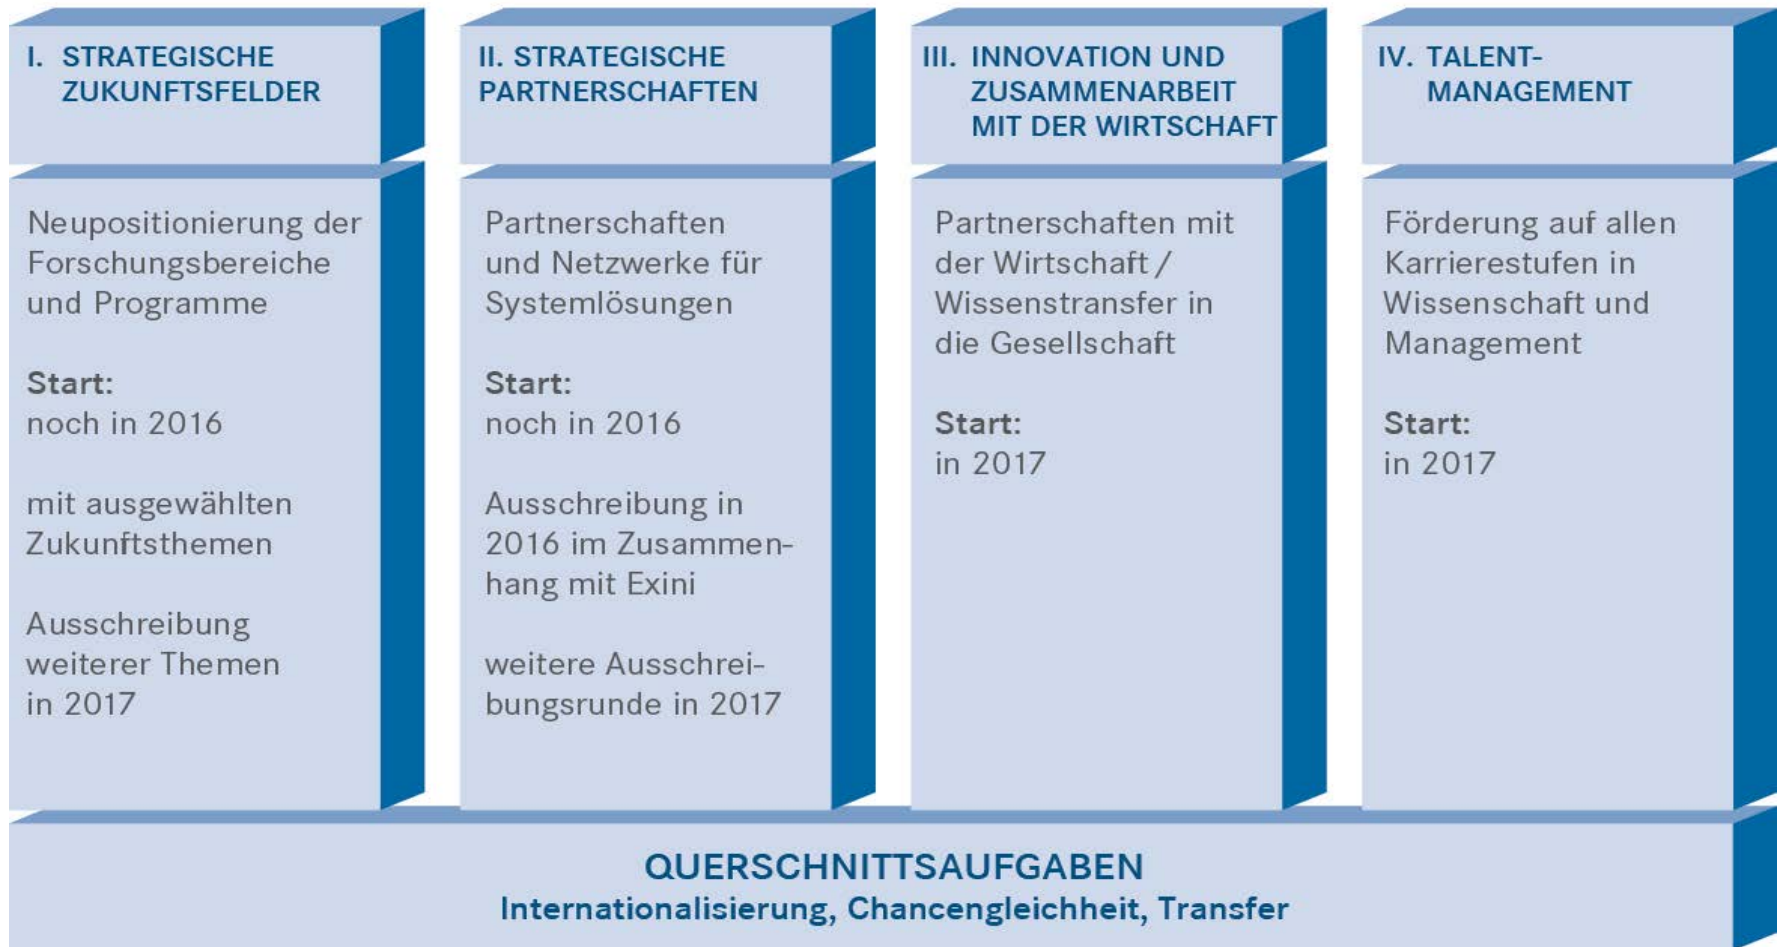 I. STRATEGISCHE
ZUKUNFTSFELDER
Neupositionierung der
Forschungsbereiche
und Programme
Start:
noch in 2016
mit ausgewählten
Zukunftsthemen
Ausschreibung
weiterer Themen
in 2017
II. STRATEGISCHE
PARTNERSCHAFTEN
Partnerschaften
und Netzwerke für
Systemlösungen
Start:
noch in 2016
Ausschreibung in
2016 im Zusammen-
hang mit Exini
weitere Ausschrei-
bungsrunde in 2017
III. INNOVATION UND
ZUSAMMENARBEIT
MIT DER WIRTSCHAFT
Partnerschaften mit
der Wirtschaft /
Wissenstransfer in
die Gesellschaft
Start:
in 2017
IV. TALENT-
MANAGEMENT
Förderung auf allen
Karrierestufen in
Wissenschaft und
Management
Start:
in 2017
QUERSCHNITTSAUFGABEN
Internationalisierung, Chancengleichheit, Transfer